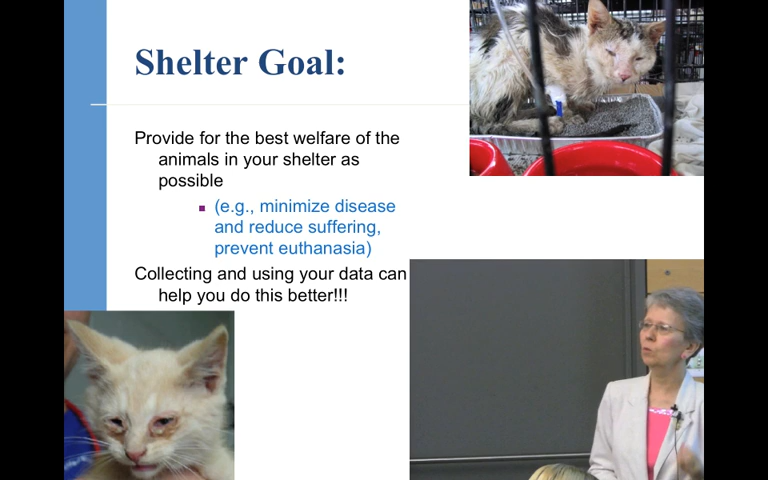 Shelter Goal:
Provide for the best welfare of the
animals in your shelter as
possible
(e.g., minimize disease
and reduce suffering,
prevent euthanasia)
Collecting and using your data can
help you do this better!!!